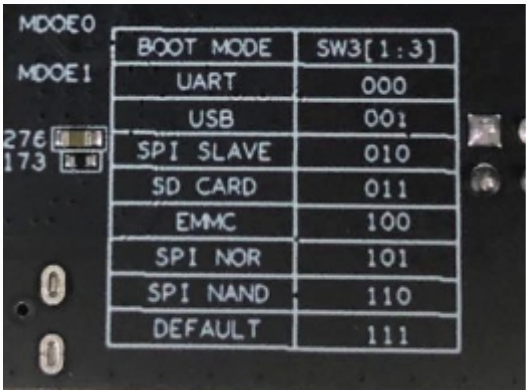 MDOE0
BOOT MODE SW3[1:3]
MDOE1
UART 000
USB 001
276
SPI SLAVE 010
173
SD CARD 011
EMMC 100
SPI NOR 101
SPI NAND 110
DEFAULT 111